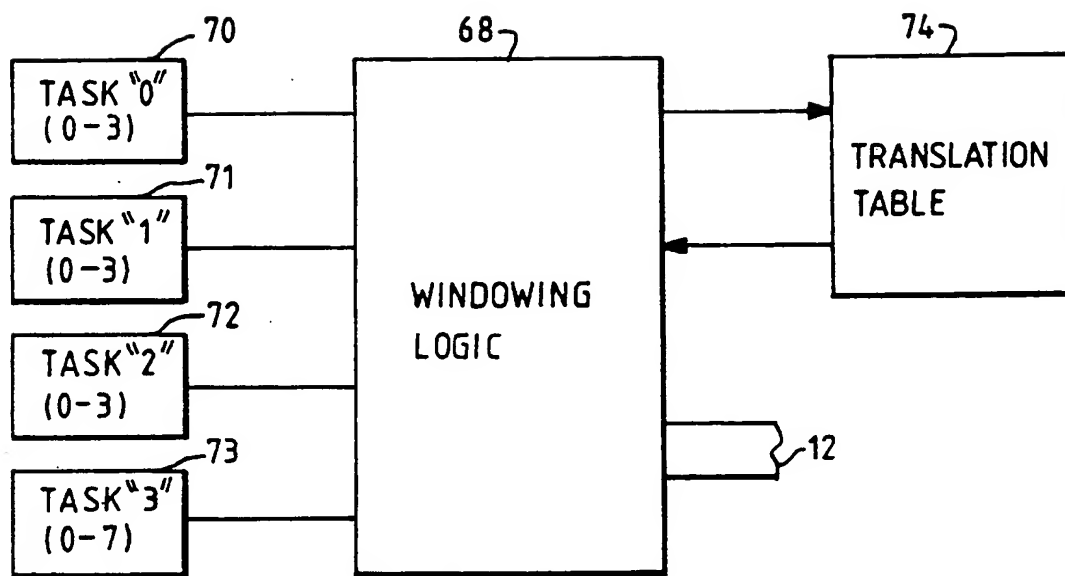 70
TASK "0"
(0-3)
71
TASK "1"
(0-3)
72
TASK "2"
(0-3)
73
TASK "3"
(0-7)
68
WINDOWING
LOGIC
74
TRANSLATION
TABLE
12